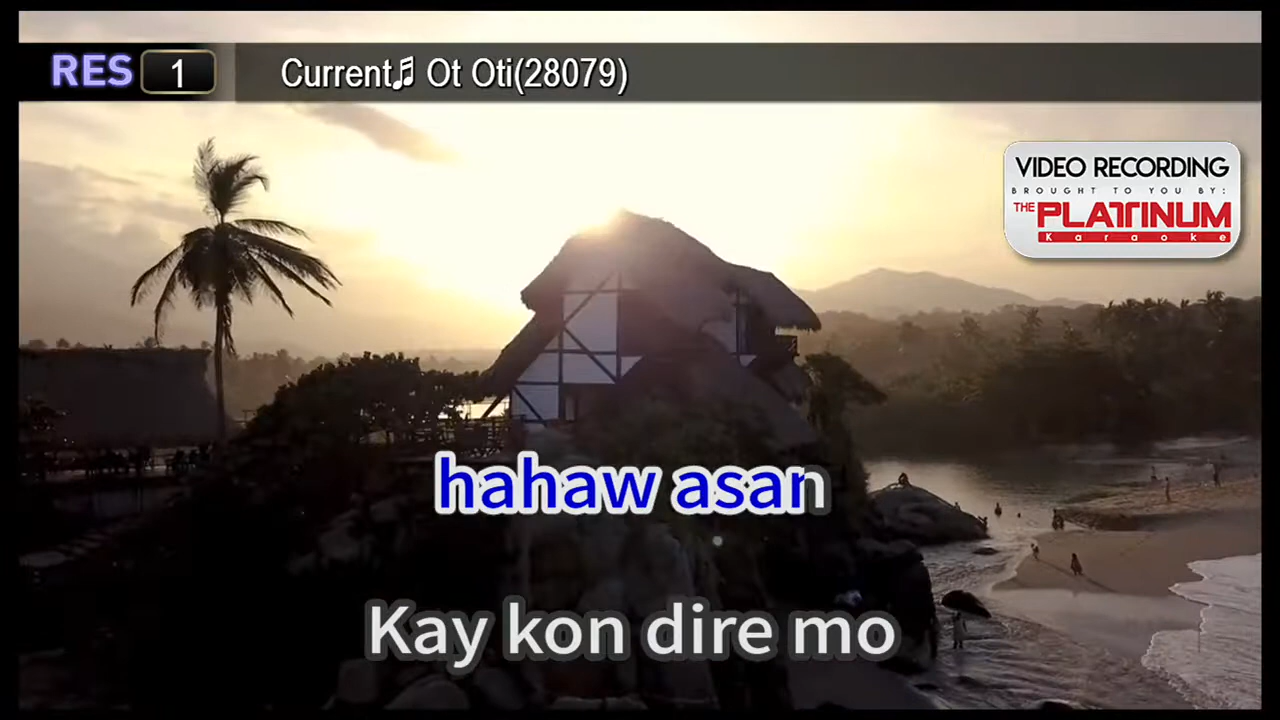 RES 1 Current♫ Ot Oti(28079)
VIDEO RECORDING
BROUGHT TO YOU BY:
THE PLATINUM
Karaoke
hahaw asan
Kay kon dire mo